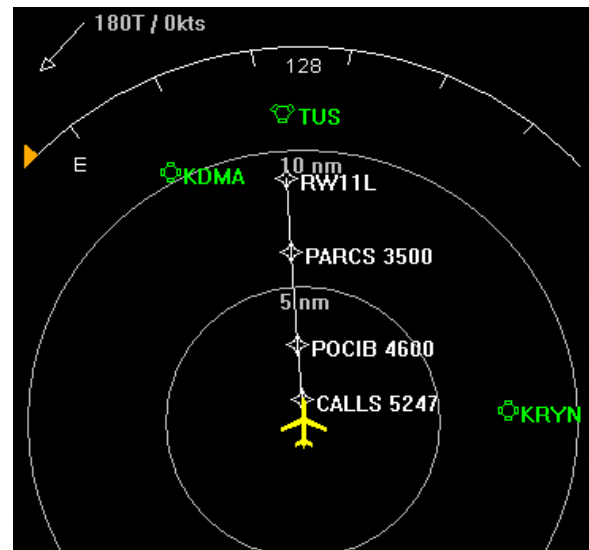 180T / 0kts
128
TUS
E
10 nm
KDMA
RW11L
PARCS 3500
5 nm
POCIB 4600
CALLS 5247
KRYN